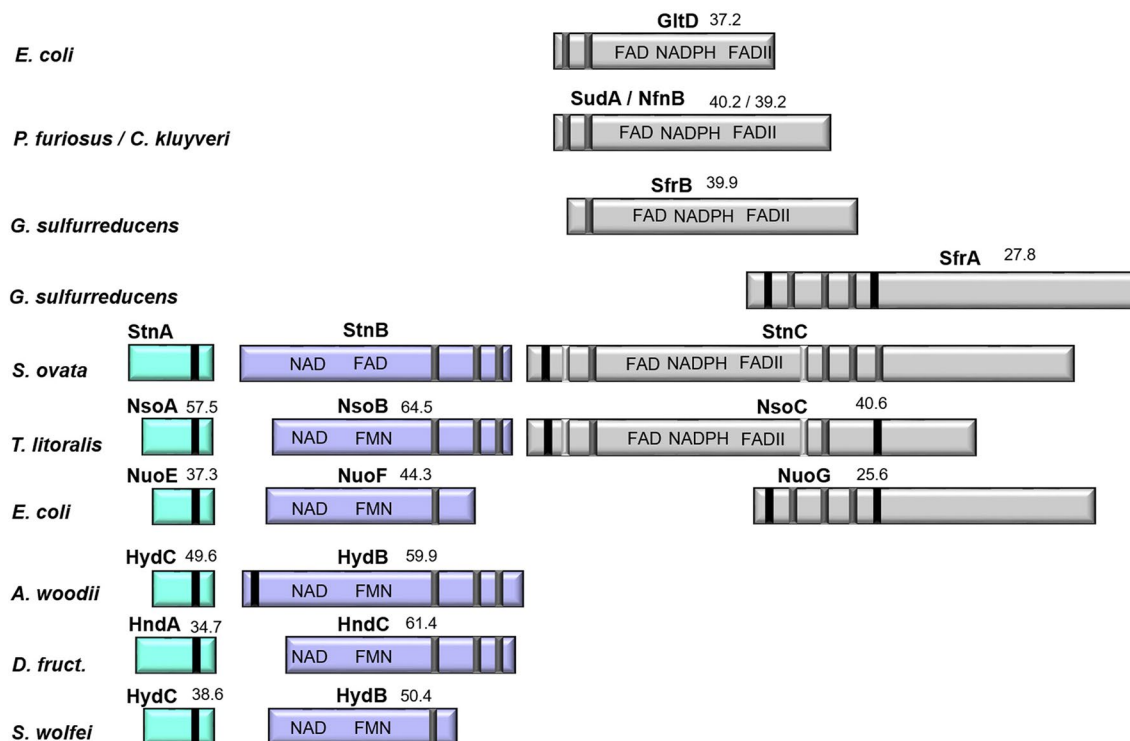 GltD 37.2
E. coli
FAD NADPH FADII
SudA / NfnB 40.2 / 39.2
P. furiosus / C. kluyveri
FAD NADPH FADII
SfrB 39.9
G. sulfurreducens
FAD NADPH FADII
SfrA 27.8
G. sulfurreducens
StnA StnB StnC
S. ovata
NAD FAD FAD NADPH FADII
NsoA 57.5 NsoB 64.5 NsoC 40.6
T. litoralis
NAD FMN FAD NADPH FADII
NuoE 37.3 NuoF 44.3 NuoG 25.6
E. coli
NAD FMN
HydC 49.6 HydB 59.9
A. woodii
NAD FMN
HndA 34.7 HndC 61.4
D. fruct.
NAD FMN
HydC 38.6 HydB 50.4
S. wolfei
NAD FMN